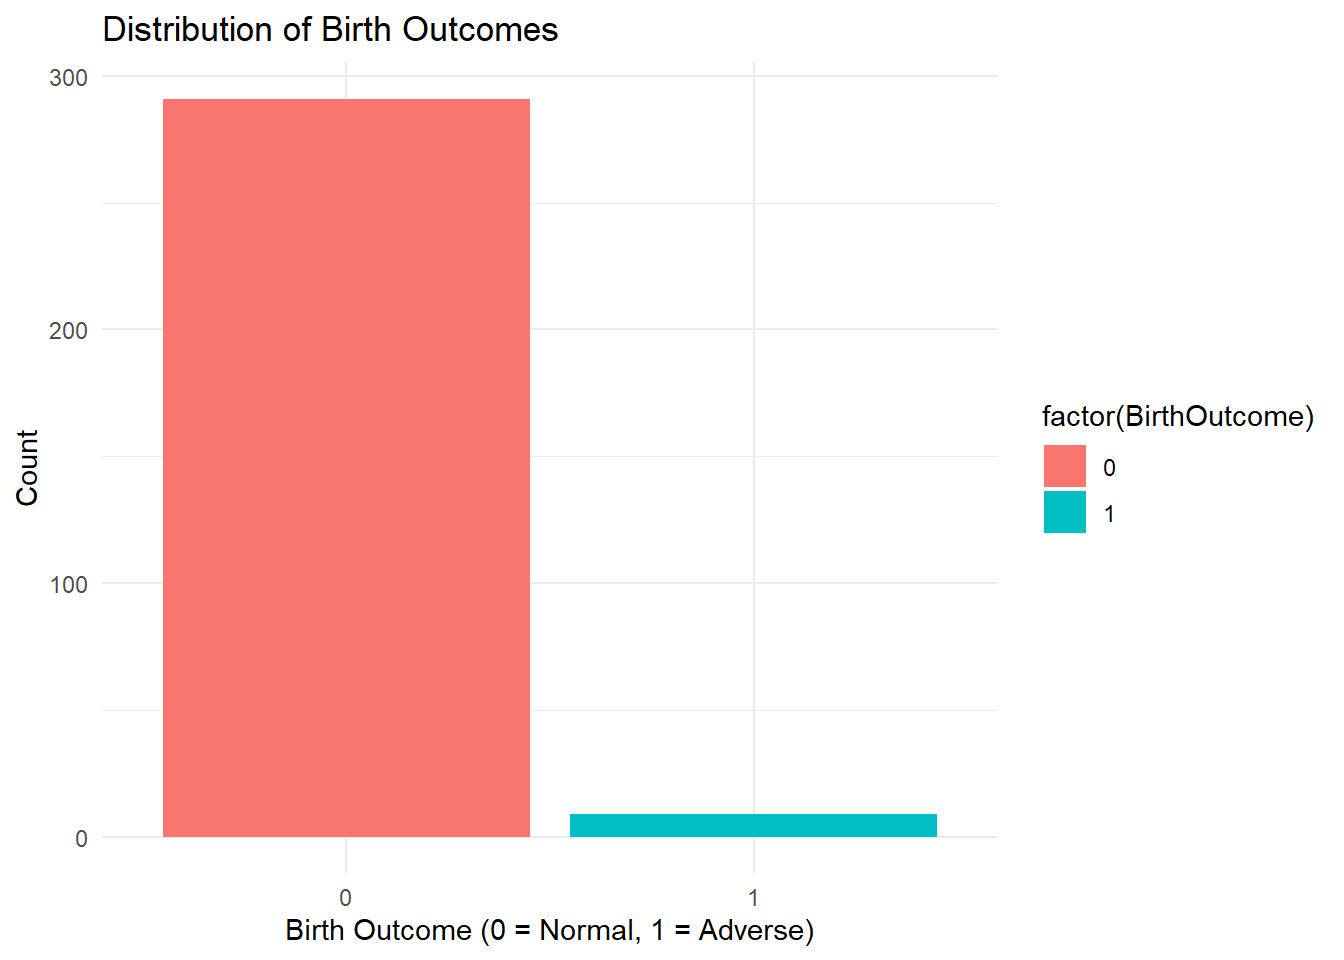 Distribution of Birth Outcomes
300
200
100
0
Count
0
1
Birth Outcome (0 = Normal, 1 = Adverse)
factor(BirthOutcome)
0
1